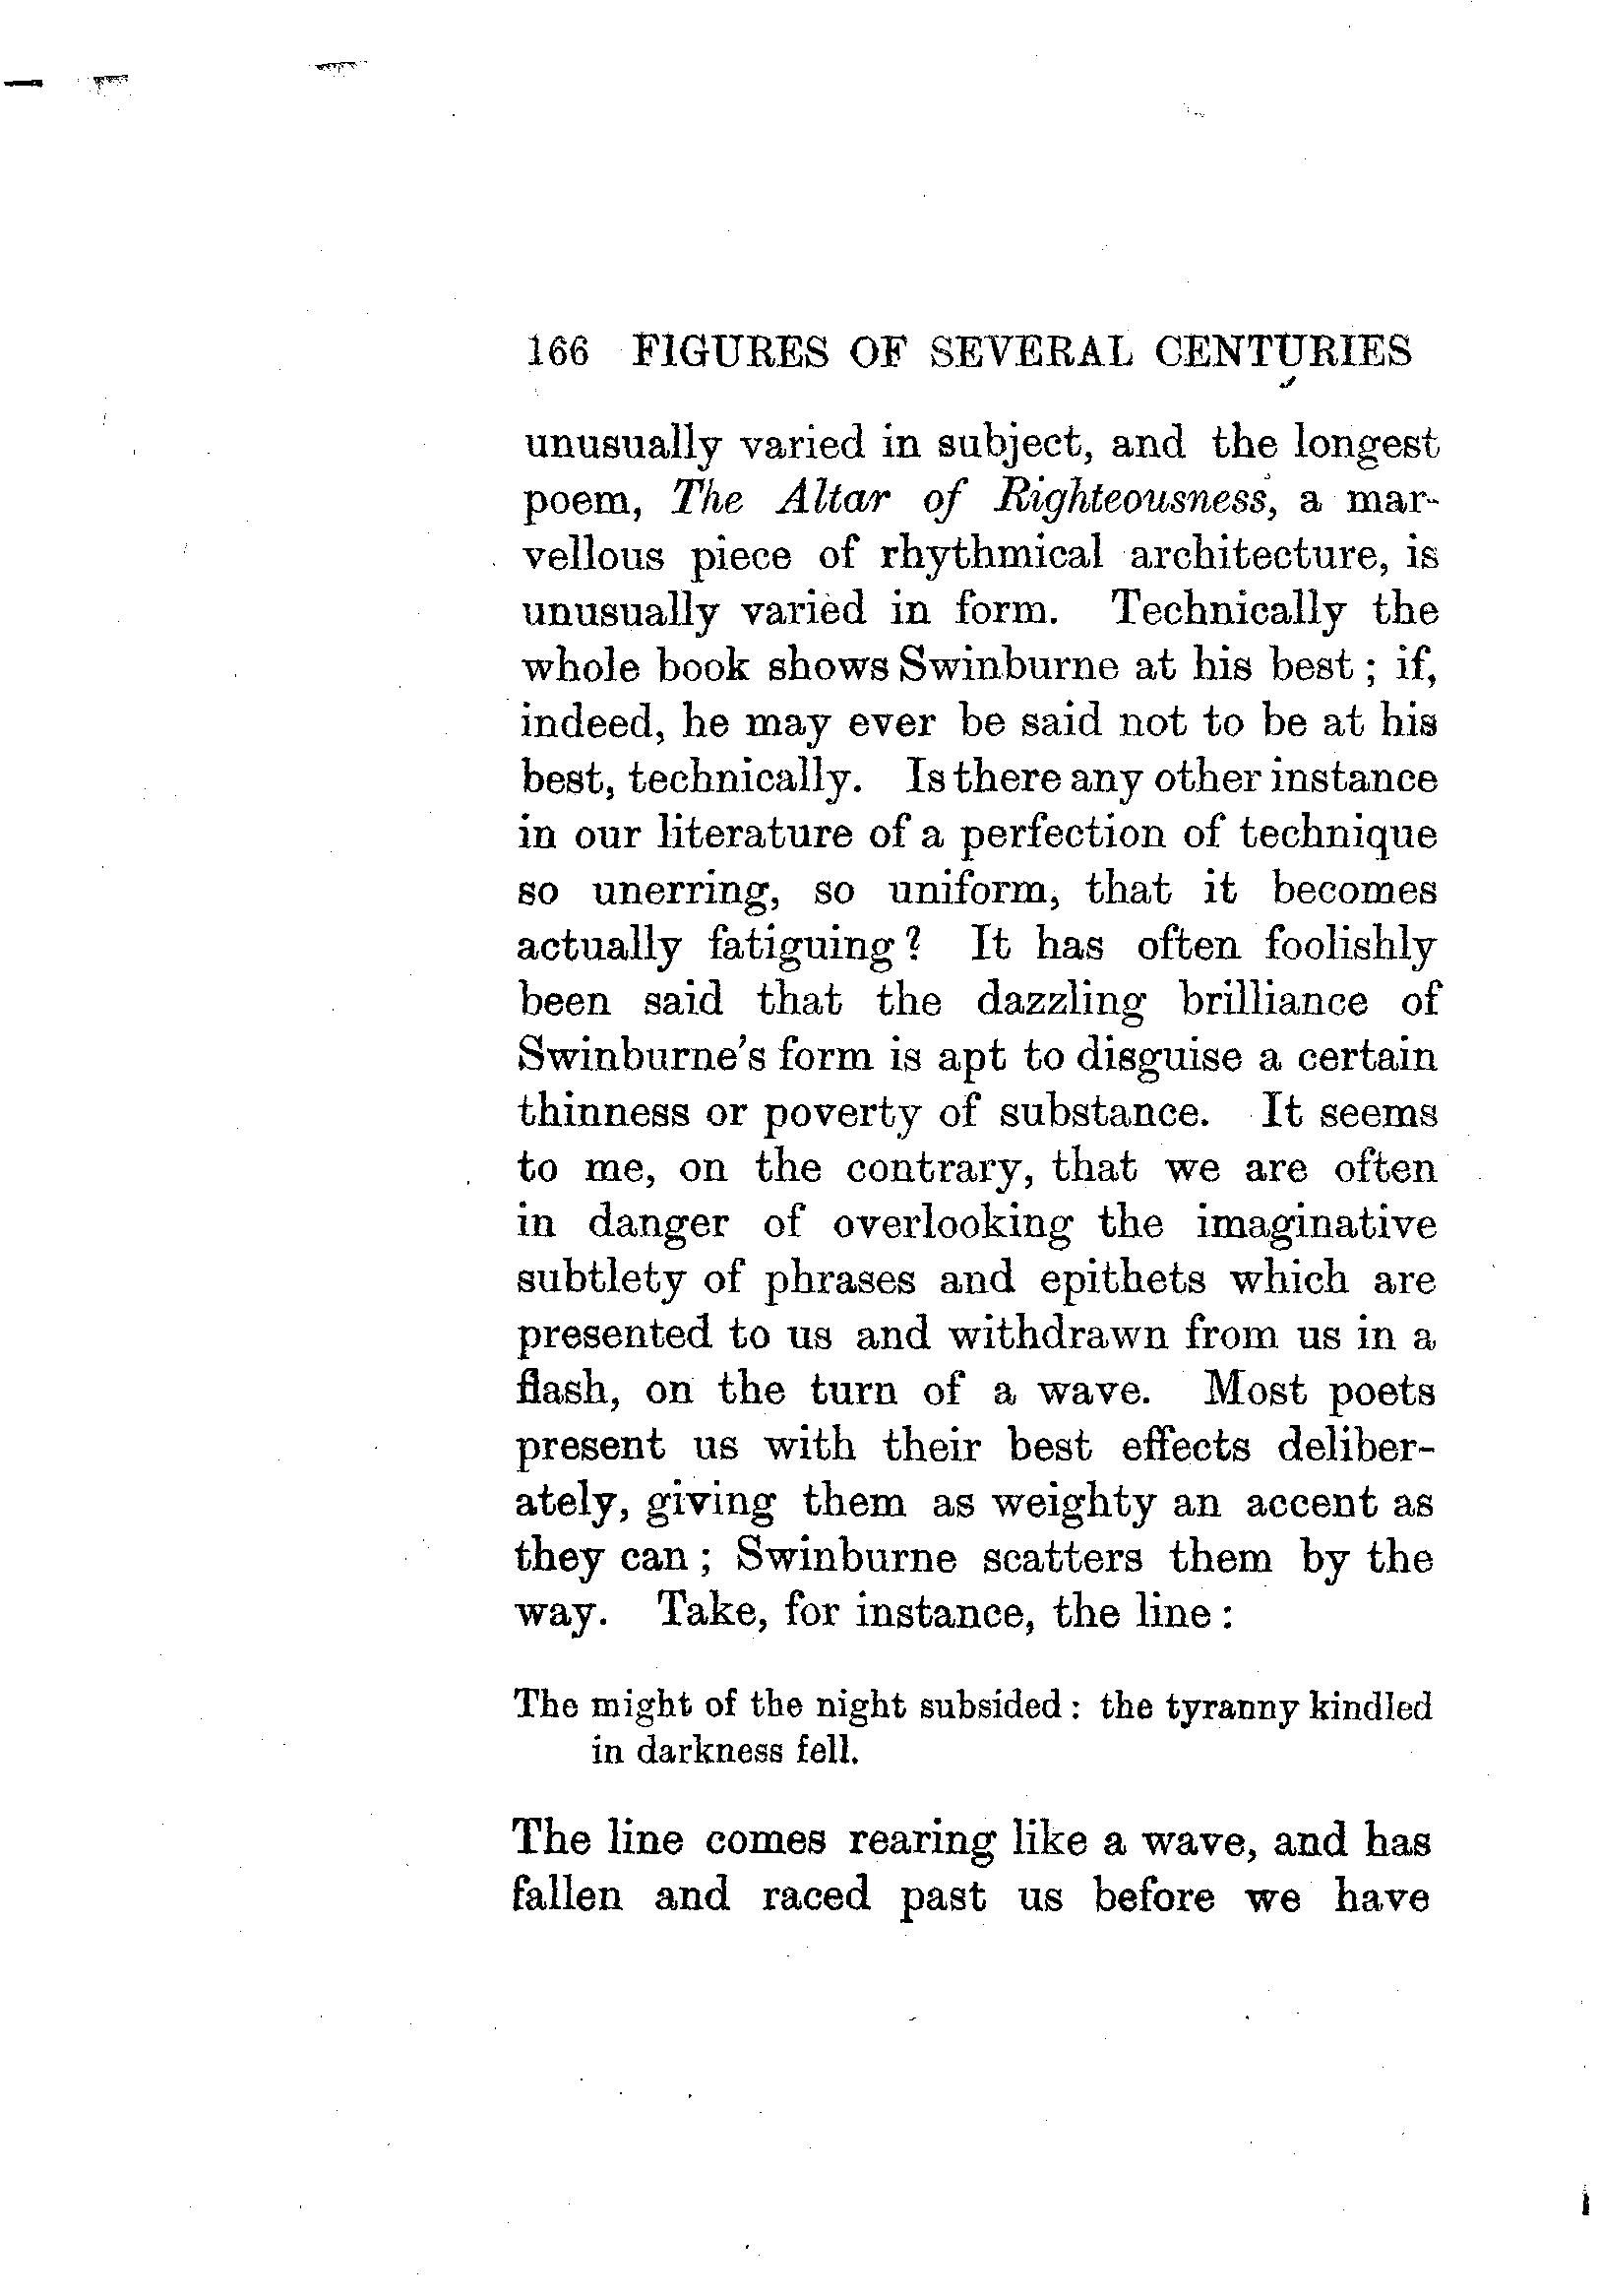 166 FIGURES OF SEVERAL CENTURIES
unusually varied in subject, and the longest
poem, The Altar of Righteousness, a mar-
vellous piece of rhythmical architecture, is
unusually varied in form. Technically the
whole book shows Swinburne at his best ; if,
indeed, he may ever be said not to be at his
best, technically. Is there any other instance
in our literature of a perfection of technique
so unerring, so uniform, that it becomes
actually fatiguing ? It has often foolishly
been said that the dazzling brilliance of
Swinburne's form is apt to disguise a certain
thinness or poverty of substance. It seems
to me, on the contrary, that we are often
in danger of overlooking the imaginative
subtlety of phrases and epithets which are
presented to us and withdrawn from us in a
flash, on the turn of a wave. Most poets
present us with their best effects deliber-
ately, giving them as weighty an accent as
they can ; Swinburne scatters them by the
way. Take, for instance, the line :
The might of the night subsided : the tyranny kindled
in darkness fell.
The line comes rearing like a wave, and has
fallen and raced past us before we have